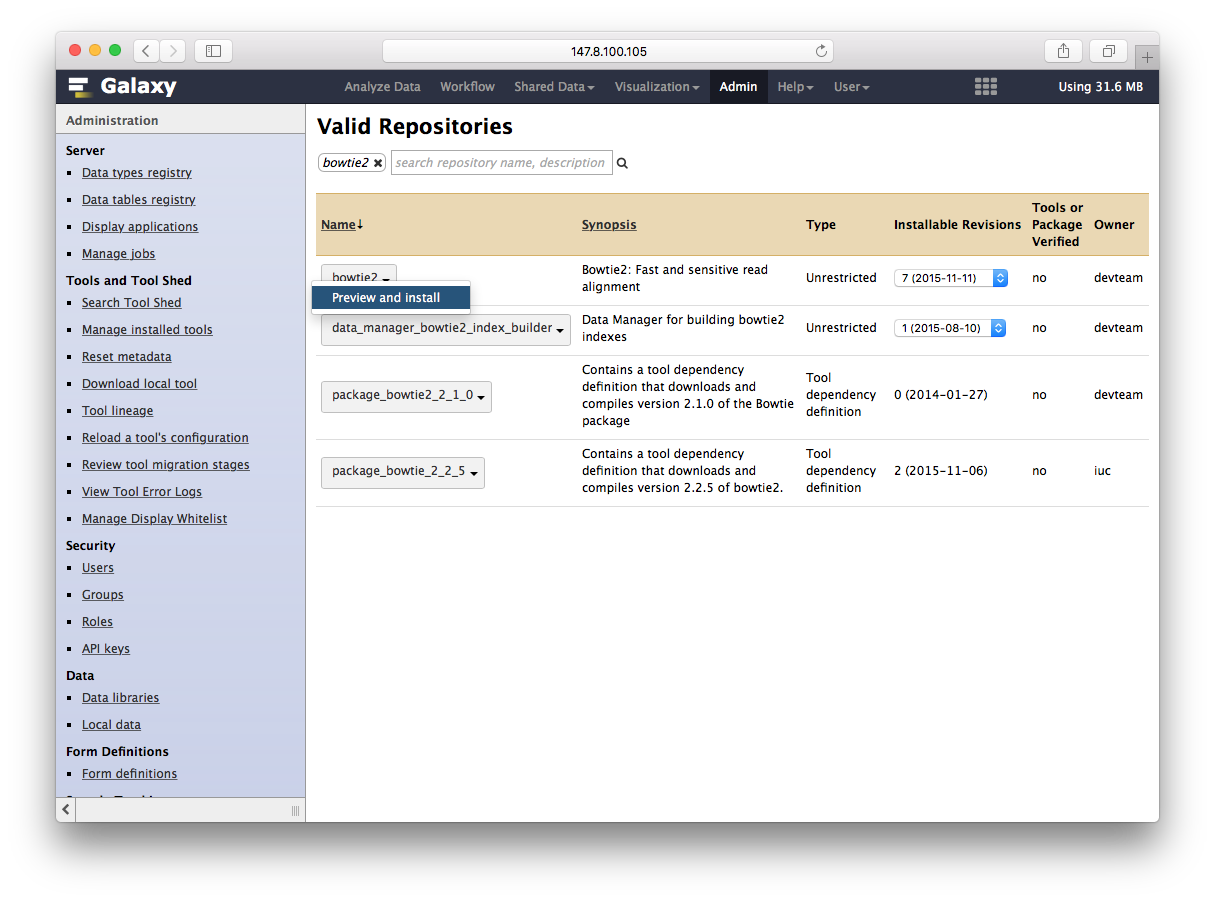 147.8.100.105
Galaxy
Analyze Data Workflow Shared Data Visualization Admin Help User Using 31.6 MB
Administration
Server
Data types registry
Data tables registry
Display applications
Manage jobs
Tools and Tool Shed
Search Tool Shed
Manage installed tools
Reset metadata
Download local tool
Tool lineage
Reload a tool's configuration
Review tool migration stages
View Tool Error Logs
Manage Display Whitelist
Security
Users
Groups
Roles
API keys
Data
Data libraries
Local data
Form Definitions
Form definitions
Valid Repositories
bowtie2 search repository name, description
Name↓ Synopsis Type Installable Revisions Tools or
Package
Verified Owner
bowtie2 Bowtie2: Fast and sensitive read
alignment Unrestricted 7 (2015-11-11) no devteam
Preview and install
data_manager_bowtie2_index_builder Data Manager for building bowtie2
indexes Unrestricted 1 (2015-08-10) no devteam
package_bowtie2_2_1_0 Contains a tool dependency
definition that downloads and
compiles version 2.1.0 of the Bowtie
package Tool
dependency
definition 0 (2014-01-27) no devteam
package_bowtie_2_2_5 Contains a tool dependency
definition that downloads and
compiles version 2.2.5 of bowtie2. Tool
dependency
definition 2 (2015-11-06) no iuc